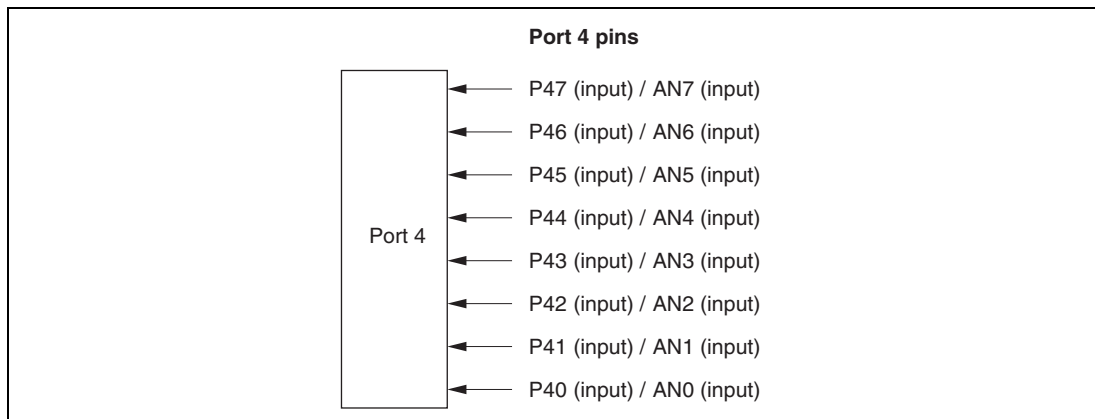 Port 4 pins
P47 (input) / AN7 (input)
P46 (input) / AN6 (input)
P45 (input) / AN5 (input)
P44 (input) / AN4 (input)
Port 4
P43 (input) / AN3 (input)
P42 (input) / AN2 (input)
P41 (input) / AN1 (input)
P40 (input) / AN0 (input)